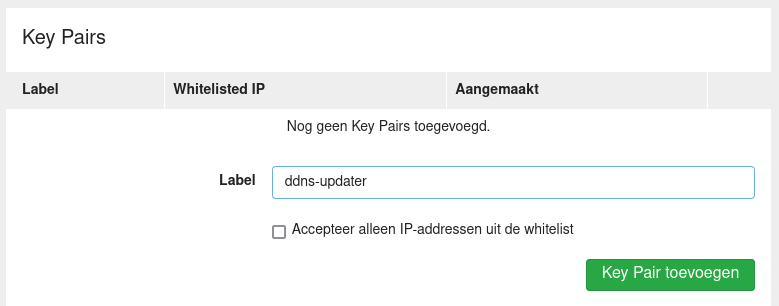 Key Pairs
Label Whitelisted IP Aangemaakt
Nog geen Key Pairs toegevoegd.
Label ddns-updater
Accepteer alleen IP-addressen uit de whitelist
Key Pair toevoegen